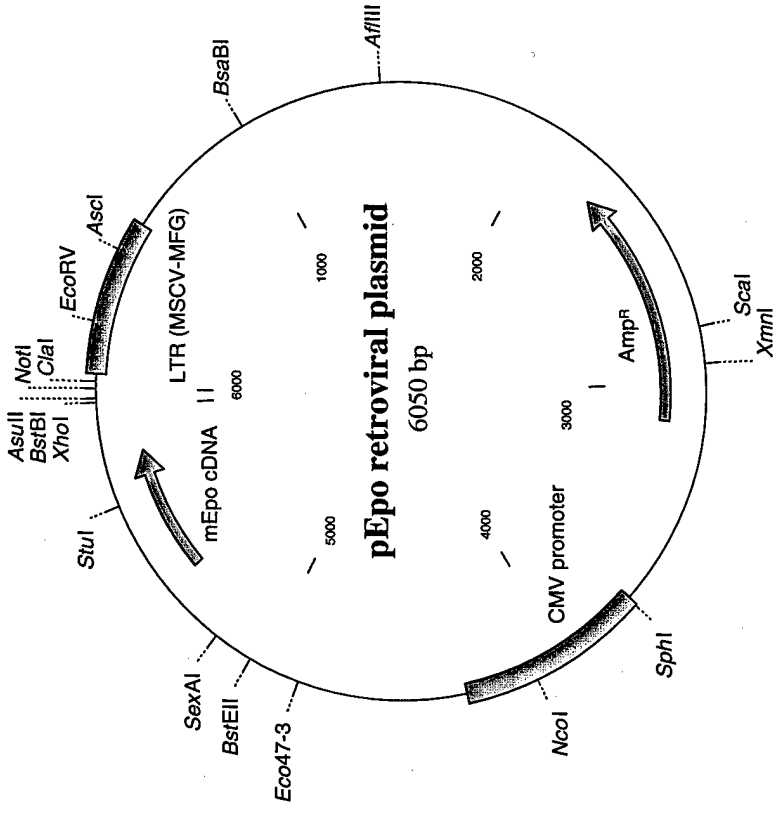 AflIII
BsaBI
AscI
EcoRV
NotI
ClaI
AsuII
BstBI
XhoI
StuI
SexAI
BstEII
Eco47-3
NcoI
SphI
XmnI
ScaI
LTR (MSCV-MFG)
mEpo cDNA
CMV promoter
AmpR
6000
1000
2000
3000
4000
5000
pEpo retroviral plasmid
6050 bp